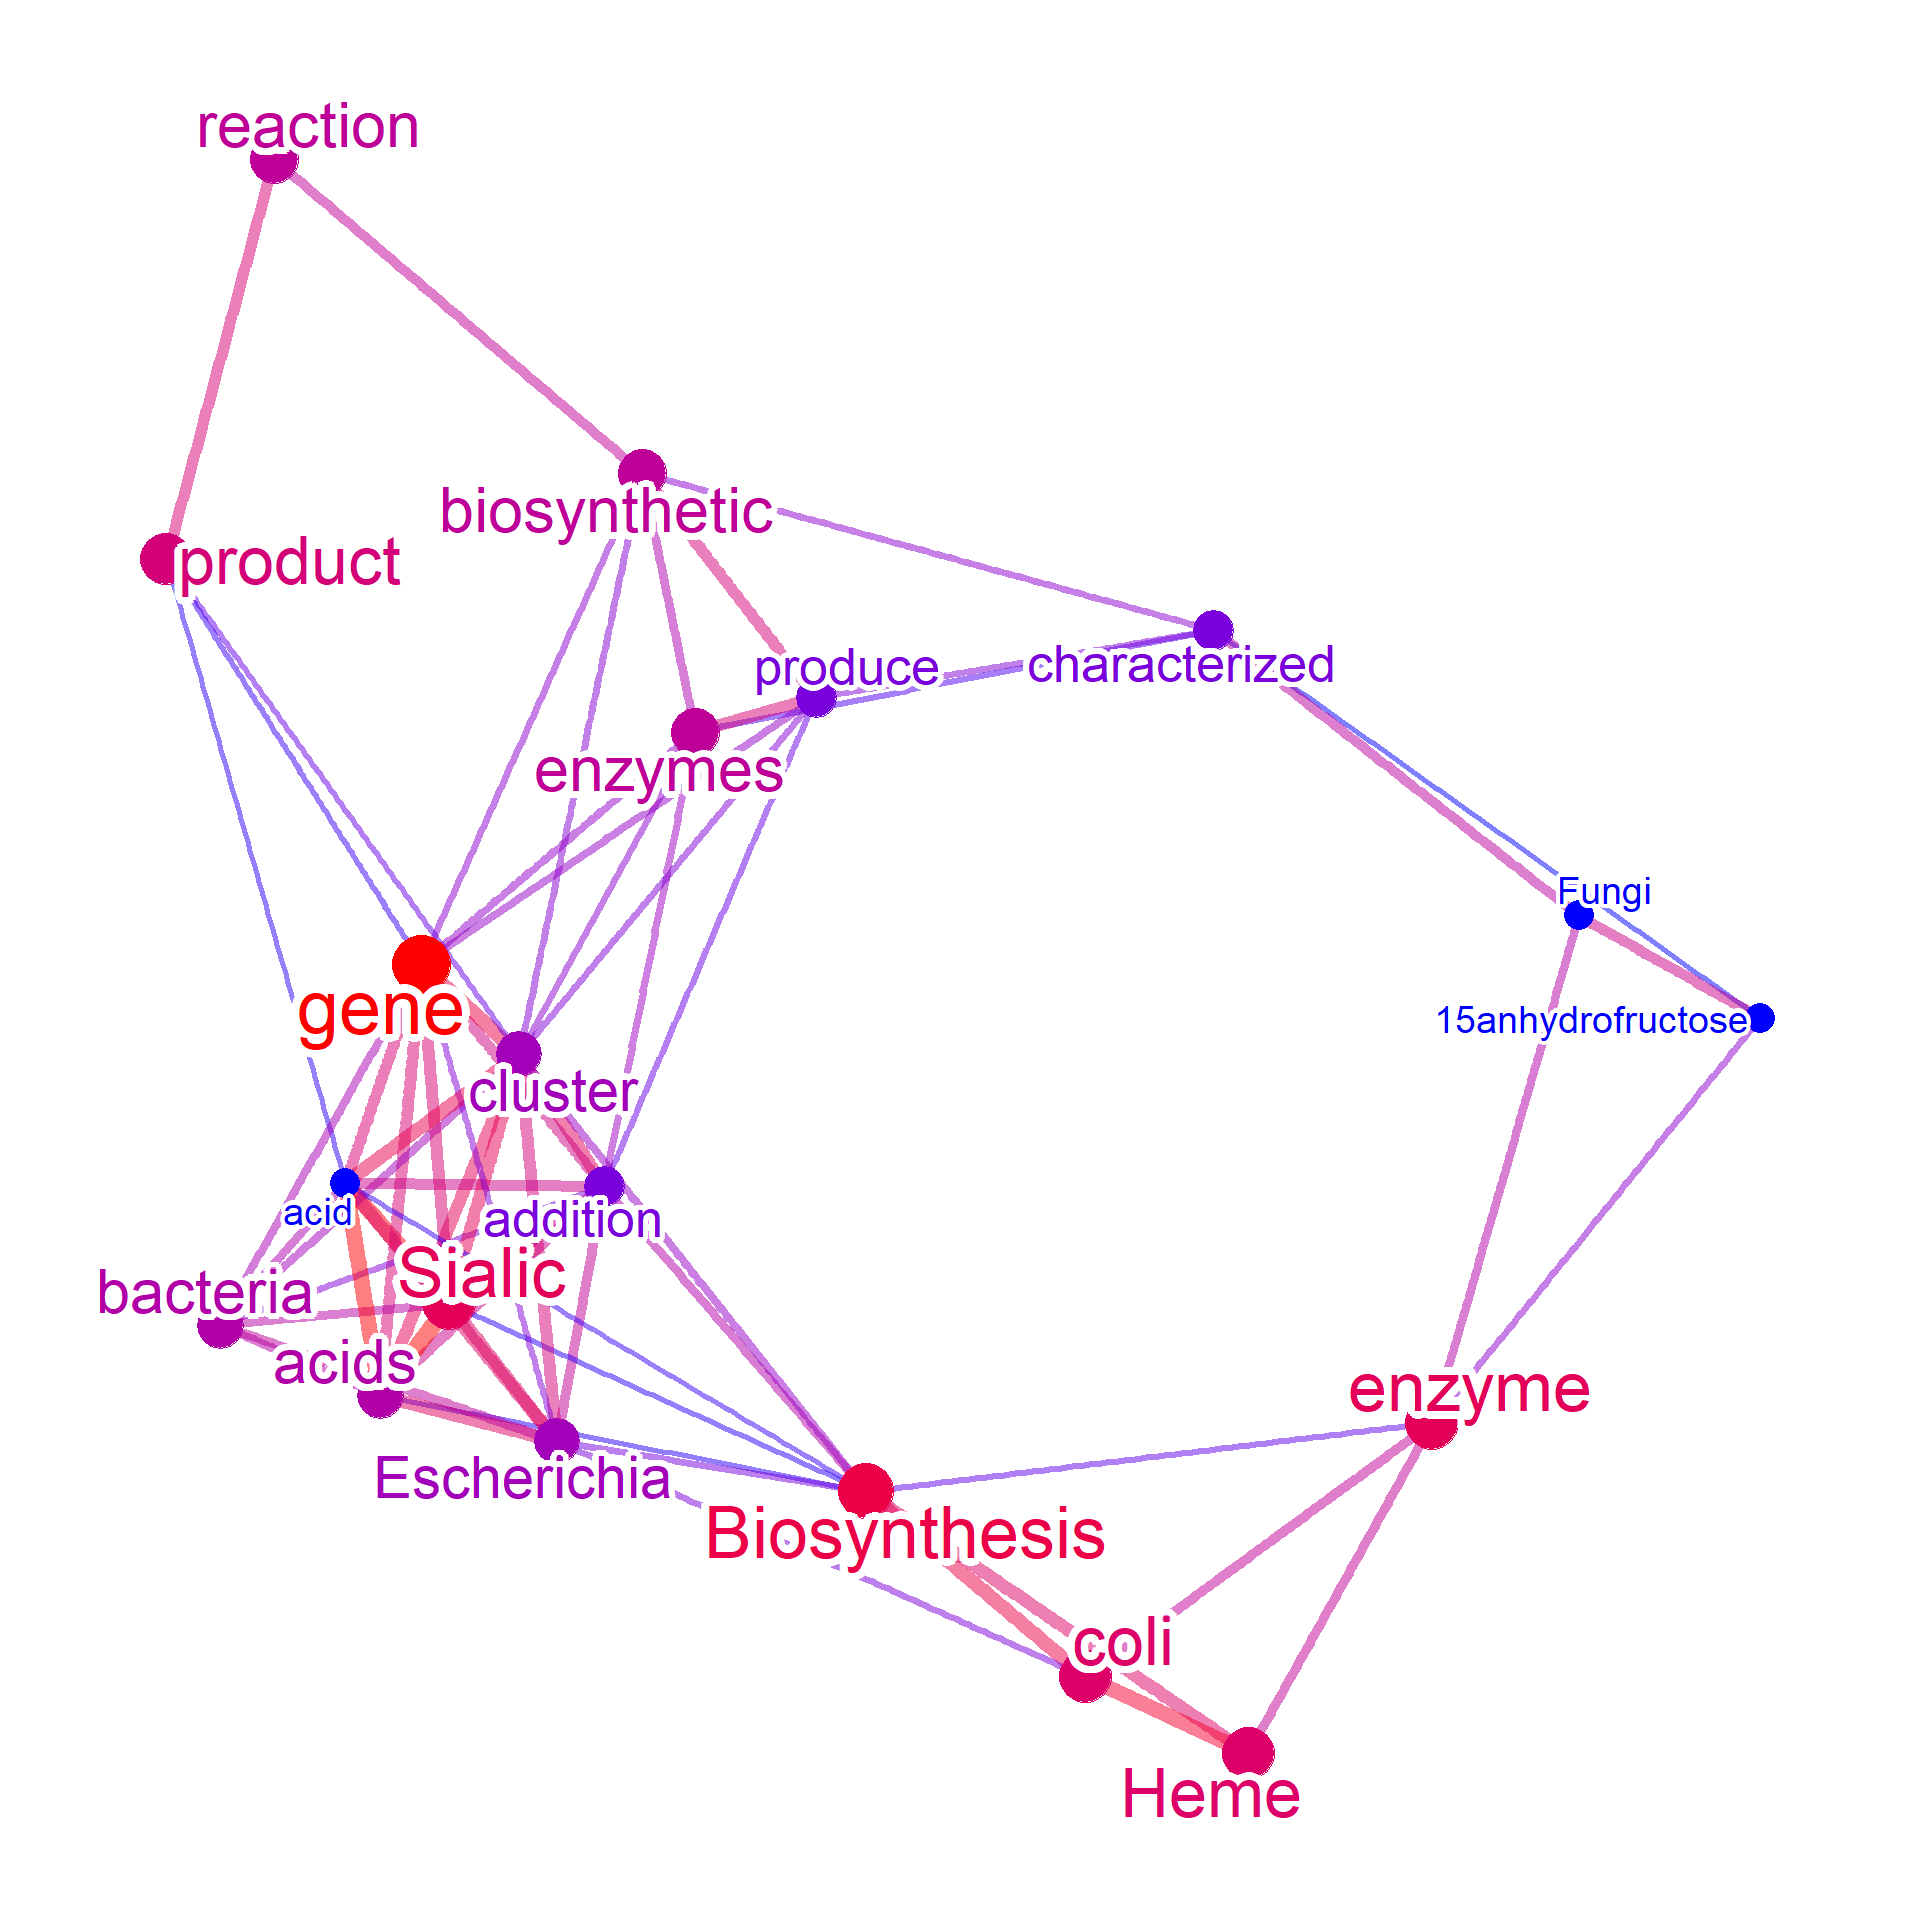 reaction
biosynthetic
product
produce
characterized
enzymes
Fungi
gene
15anhydrofructose
cluster
acid
addition
Sialic
bacteria
acids
enzyme
Escherichia
Biosynthesis
coli
Heme